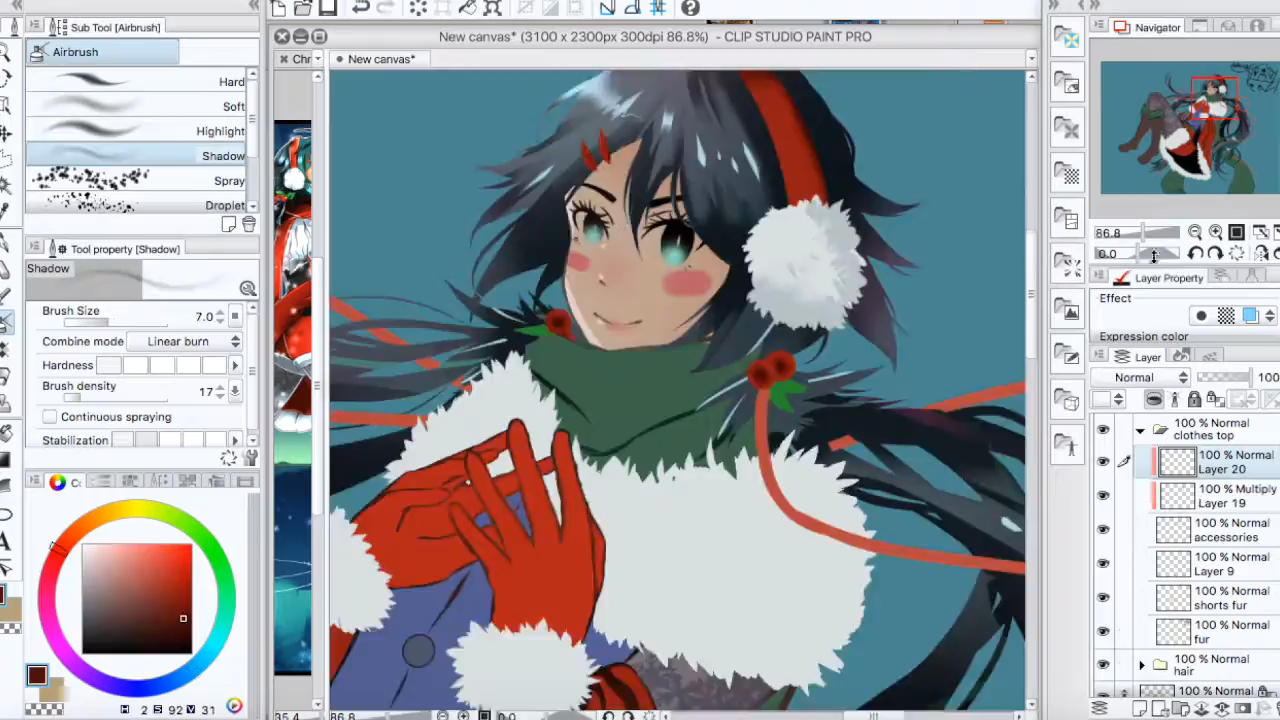 New canvas* (3100 x 2300px 300dpi 86.8%) - CLIP STUDIO PAINT PRO
Sub Tool [Airbrush]
Airbrush
Hard
Soft
Highlight
Shadow
Spray
Droplet
Tool property [Shadow]
Shadow
Brush Size 7.0
Combine mode Linear burn
Hardness
Brush density 17
Continuous spraying
Stabilization
H 2 S 92 V 31
Chr
New canvas*
35.4
86.8
0.0
Navigator
86.8
0.0
Layer Property
Effect
Expression color
Layer
Normal 100
100 % Normal
clothes top
100 % Normal
Layer 20
100 % Multiply
Layer 19
100 % Normal
accessories
100 % Normal
Layer 9
100 % Normal
shorts fur
100 % Normal
fur
100 % Normal
hair
100 % Normal